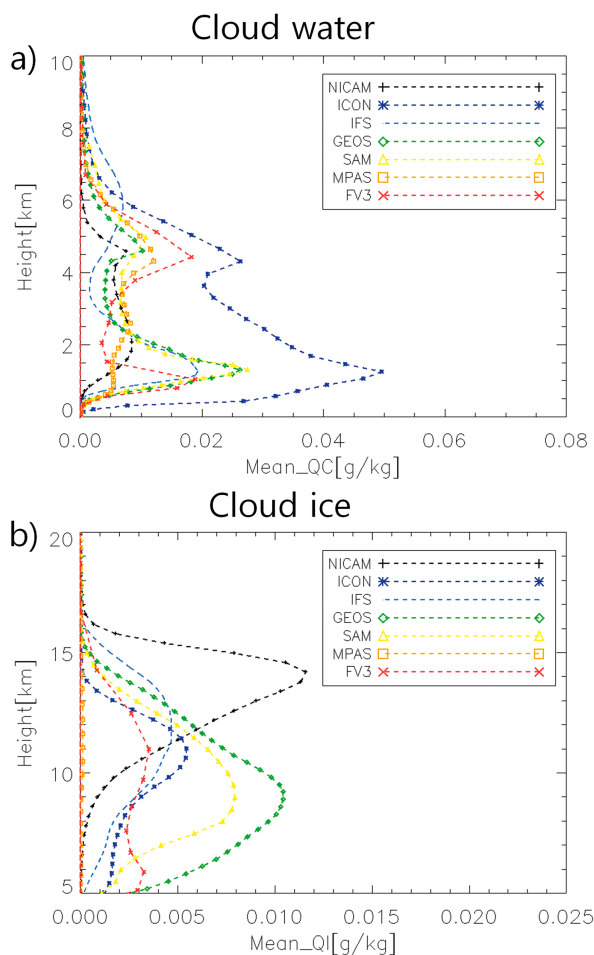 Cloud water
a)
10
8
6
4
2
0
Height[km]
NICAM
ICON
IFS
GEOS
SAM
MPAS
FV3
0.00 0.02 0.04 0.06 0.08
Mean_QC[g/kg]
Cloud ice
b)
20
15
10
5
Height[km]
NICAM
ICON
IFS
GEOS
SAM
MPAS
FV3
0.000 0.005 0.010 0.015 0.020 0.025
Mean_QI[g/kg]